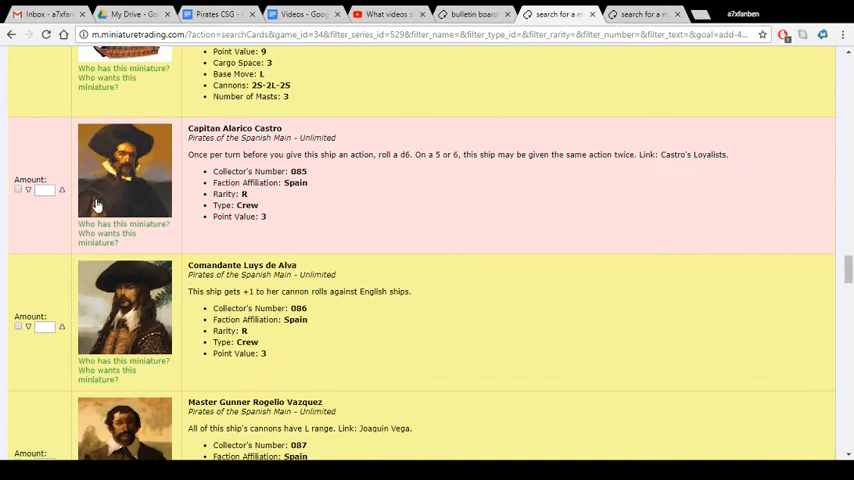 Inbox - a7xfanben
My Drive - Goo
Pirates CSG -
Videos - Goog
What videos s
bulletin board
search for a m
search for a m
a7xfanben
m.miniaturetrading.com/?action=searchCards&game_id=34&filter_series_id=529&filter_name=&filter_type_id=&filter_rarity=&filter_number=&filter_text=&goal=add-4...
Point Value: 9
Cargo Space: 3
Base Move: L
Cannons: 2S-2L-2S
Number of Masts: 3
Who has this miniature?
Who wants this
miniature?
Capitan Alarico Castro
Pirates of the Spanish Main - Unlimited
Once per turn before you give this ship an action, roll a d6. On a 5 or 6, this ship may be given the same action twice. Link: Castro's Loyalists.
Collector's Number: 085
Faction Affiliation: Spain
Rarity: R
Type: Crew
Point Value: 3
Amount:
Who has this miniature?
Who wants this
miniature?
Comandante Luys de Alva
Pirates of the Spanish Main - Unlimited
This ship gets +1 to her cannon rolls against English ships.
Collector's Number: 086
Faction Affiliation: Spain
Rarity: R
Type: Crew
Point Value: 3
Amount:
Who has this miniature?
Who wants this
miniature?
Master Gunner Rogelio Vazquez
Pirates of the Spanish Main - Unlimited
All of this ship's cannons have L range. Link: Joaquin Vega.
Collector's Number: 087
Faction Affiliation: Spain
Amount: